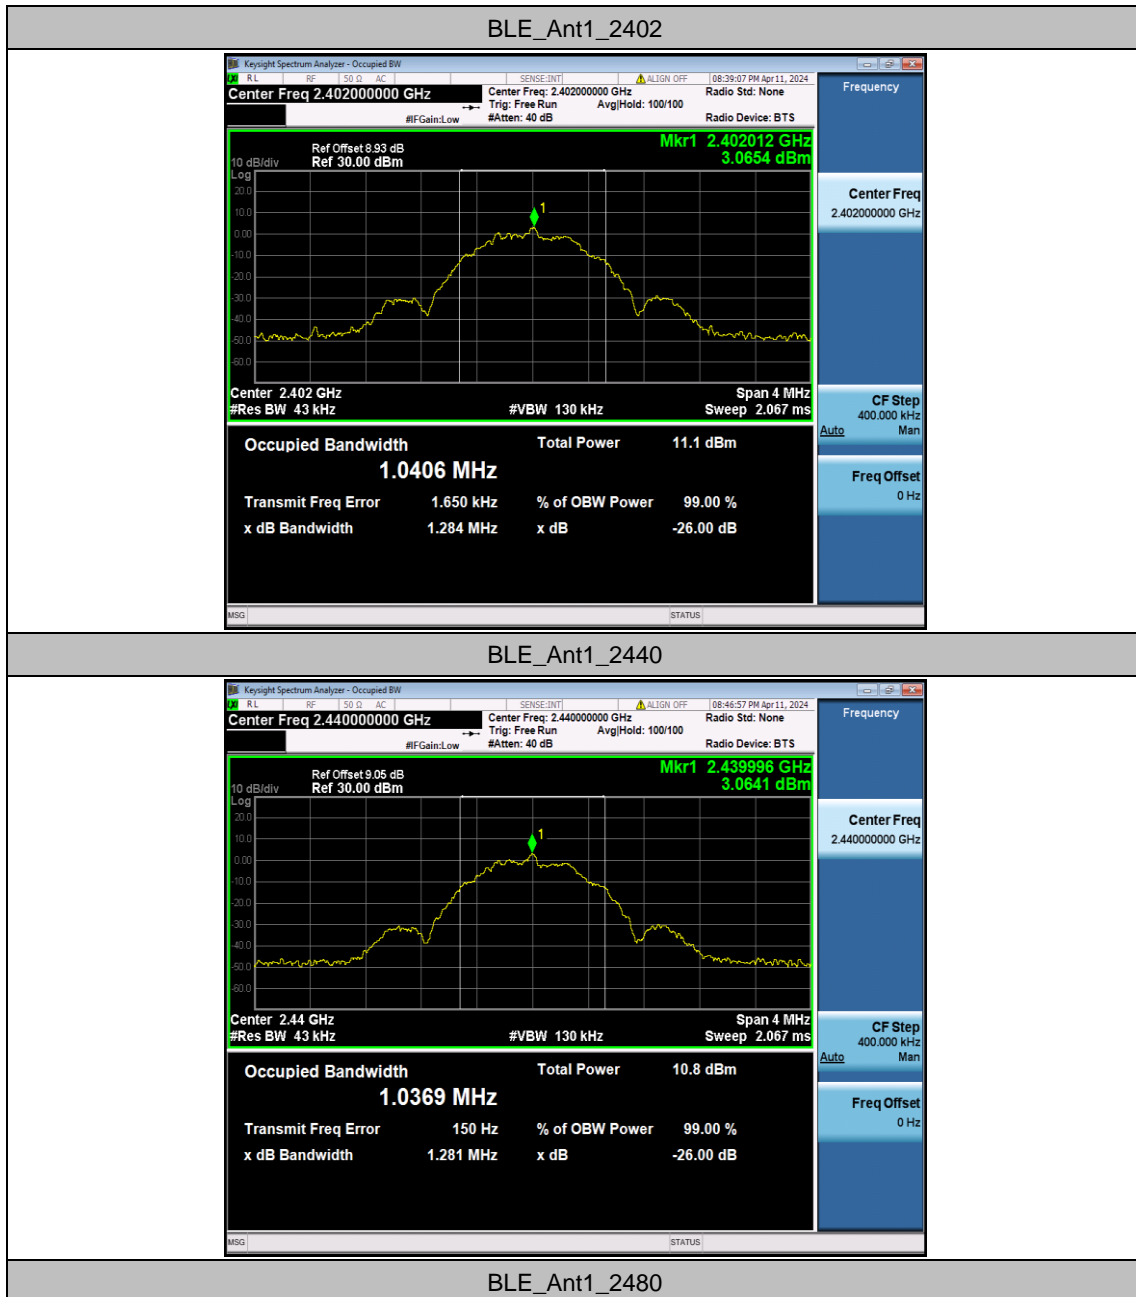 BLE_Ant1_2402
Keysight Spectrum Analyzer - Occupied BW
RL RF 50 Ω AC SENSE:INT ALIGN OFF 08:39:07 PM Apr 11, 2024
Center Freq 2.402000000 GHz
Center Freq: 2.402000000 GHz Radio Std: None
Trig: Free Run Avg|Hold: 100/100
#IFGain:Low #Atten: 40 dB Radio Device: BTS
Frequency
Mkr1 2.402012 GHz
3.0654 dBm
Ref Offset 8.93 dB
10 dB/div Ref 30.00 dBm
Log
20.0
10.0
0.00
-10.0
-20.0
-30.0
-40.0
-50.0
-60.0
1
Center 2.402 GHz Span 4 MHz
#Res BW 43 kHz #VBW 130 kHz Sweep 2.067 ms
Center Freq
2.402000000 GHz
CF Step
400.000 kHz
Auto Man
Freq Offset
0 Hz
Occupied Bandwidth Total Power 11.1 dBm
1.0406 MHz
Transmit Freq Error 1.650 kHz % of OBW Power 99.00 %
x dB Bandwidth 1.284 MHz x dB -26.00 dB
MSG STATUS
BLE_Ant1_2440
Keysight Spectrum Analyzer - Occupied BW
RL RF 50 Ω AC SENSE:INT ALIGN OFF 08:46:57 PM Apr 11, 2024
Center Freq 2.440000000 GHz
Center Freq: 2.440000000 GHz Radio Std: None
Trig: Free Run Avg|Hold: 100/100
#IFGain:Low #Atten: 40 dB Radio Device: BTS
Frequency
Mkr1 2.439996 GHz
3.0641 dBm
Ref Offset 9.05 dB
10 dB/div Ref 30.00 dBm
Log
20.0
10.0
0.00
-10.0
-20.0
-30.0
-40.0
-50.0
-60.0
1
Center 2.44 GHz Span 4 MHz
#Res BW 43 kHz #VBW 130 kHz Sweep 2.067 ms
Center Freq
2.440000000 GHz
CF Step
400.000 kHz
Auto Man
Freq Offset
0 Hz
Occupied Bandwidth Total Power 10.8 dBm
1.0369 MHz
Transmit Freq Error 150 Hz % of OBW Power 99.00 %
x dB Bandwidth 1.281 MHz x dB -26.00 dB
MSG STATUS
BLE_Ant1_2480